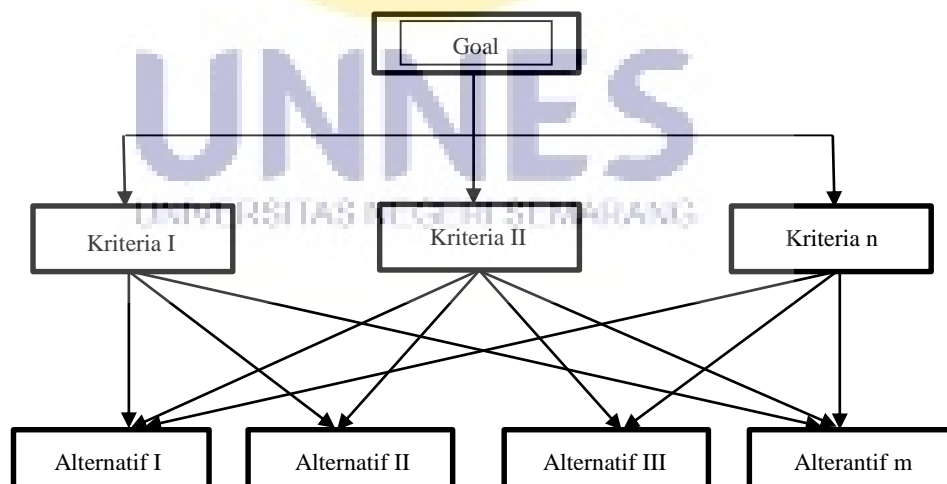 Goal
UNNES
UNIVERSITAS NEGERI SEMARANG
Kriteria I
Kriteria II
Kriteria n
Alternatif I
Alternatif II
Alternatif III
Alterantif m